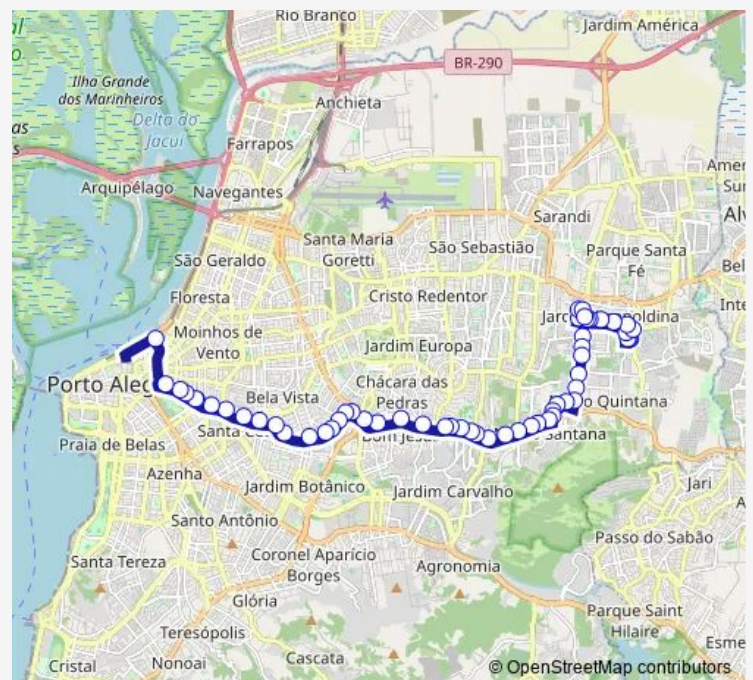 Rio Branco
Jardim América
BR-290
Ilha Grande
dos Marinheiros
Anchieta
Delta do
Jacuí
Farrapos
Arquipélago
Navegantes
Santa Maria
Goretti
Sarandi
São Sebastião
Parque Santa
Fé
São Geraldo
Floresta
Cristo Redentor
Moinhos de
Vento
Jardim Europa
Porto Aleg
Bela Vista
Chácara das
Pedras
Quintana
Praia de Belas
Santana
Azenha
Jardim Botânico
Jardim Carvalho
Jari
Santo Antônio
Passo do Sabão
Santa Tereza
Coronel Aparício
Borges
Agronomia
Glória
Parque Saint
Hilaire
Teresópolis
Esme
Cristal
Nonoai
Cascata
© OpenStreetMap contributors